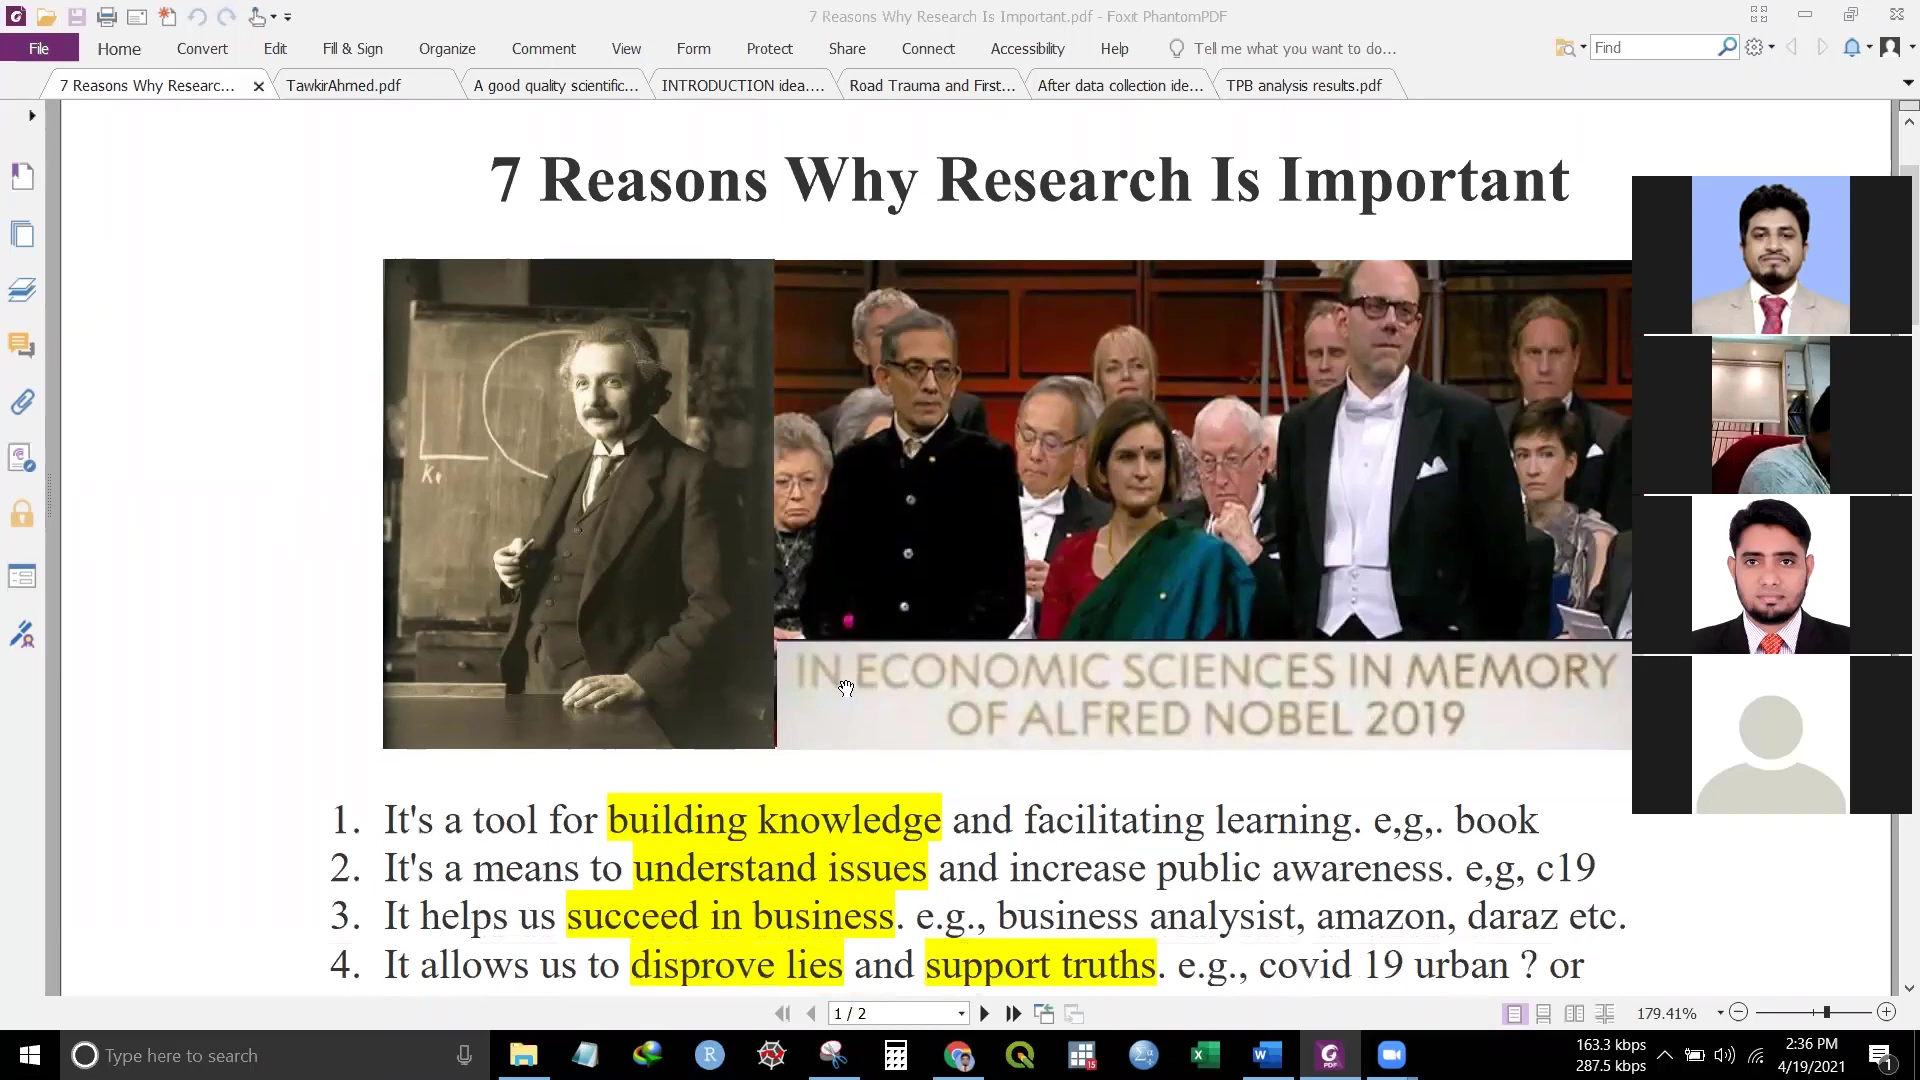 7 Reasons Why Research Is Important.pdf - Foxit PhantomPDF
File Home Convert Edit Fill & Sign Organize Comment View Form Protect Share Connect Accessibility Help Tell me what you want to do... Find
7 Reasons Why Researc... TawkirAhmed.pdf A good quality scientific... INTRODUCTION idea.... Road Trauma and First... After data collection ide... TPB analysis results.pdf
7 Reasons Why Research Is Important
IN ECONOMIC SCIENCES IN MEMORY
OF ALFRED NOBEL 2019
1. It's a tool for building knowledge and facilitating learning. e,g,. book
2. It's a means to understand issues and increase public awareness. e,g, c19
3. It helps us succeed in business. e.g., business analysist, amazon, daraz etc.
4. It allows us to disprove lies and support truths. e.g., covid 19 urban ? or
1 / 2 179.41%
Type here to search
163.3 kbps
287.5 kbps
2:36 PM
4/19/2021
1